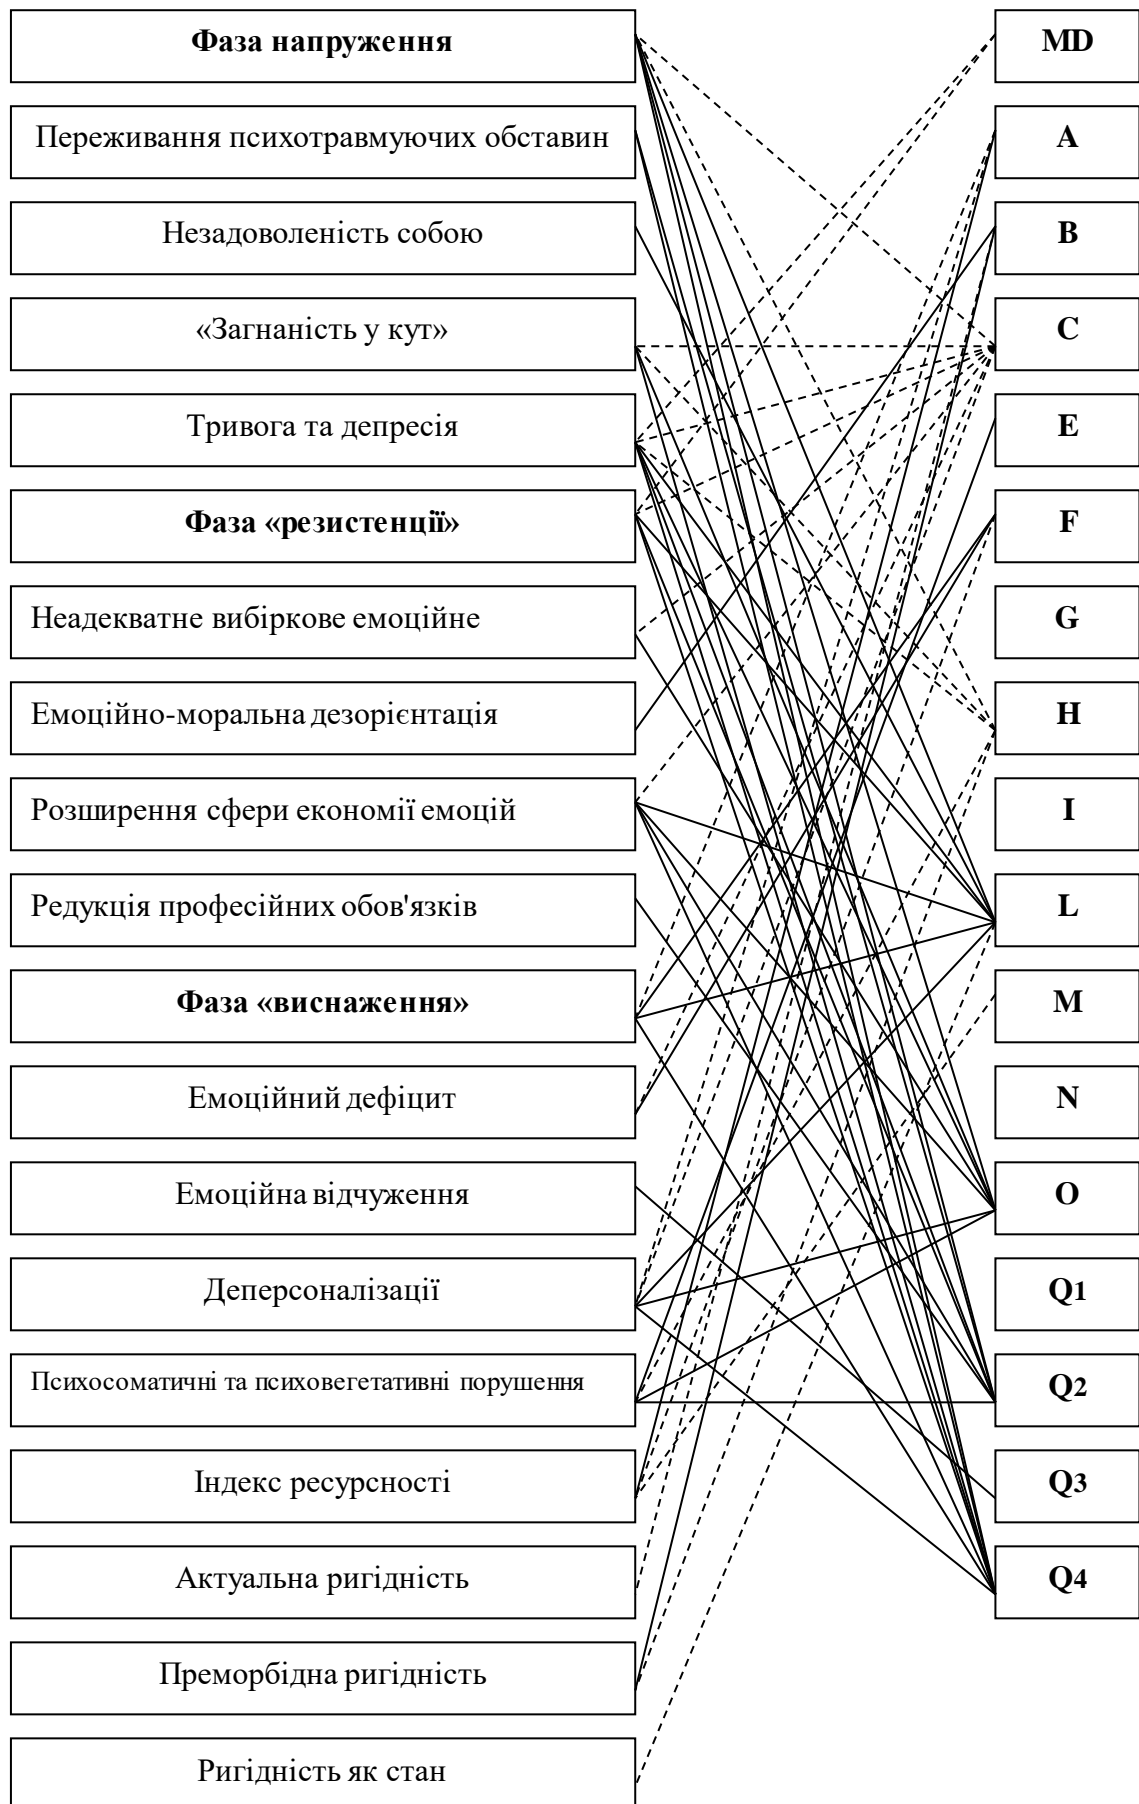 Фаза напруження
MD
Переживання психотравмуючих обставин
A
Незадоволеність собою
B
«Загнаність у кут»
C
Тривога та депресія
E
Фаза «резистенції»
F
Неадекватне вибіркове емоційне
G
Емоційно-моральна дезорієнтація
H
Розширення сфери економії емоцій
I
Редукція професійних обов'язків
L
Фаза «виснаження»
M
Емоційний дефіцит
N
Емоційна відчуження
O
Деперсоналізації
Q1
Психосоматичні та психовегетативні порушення
Q2
Індекс ресурсності
Q3
Актуальна ригідність
Q4
Преморбідна ригідність
Ригідність як стан